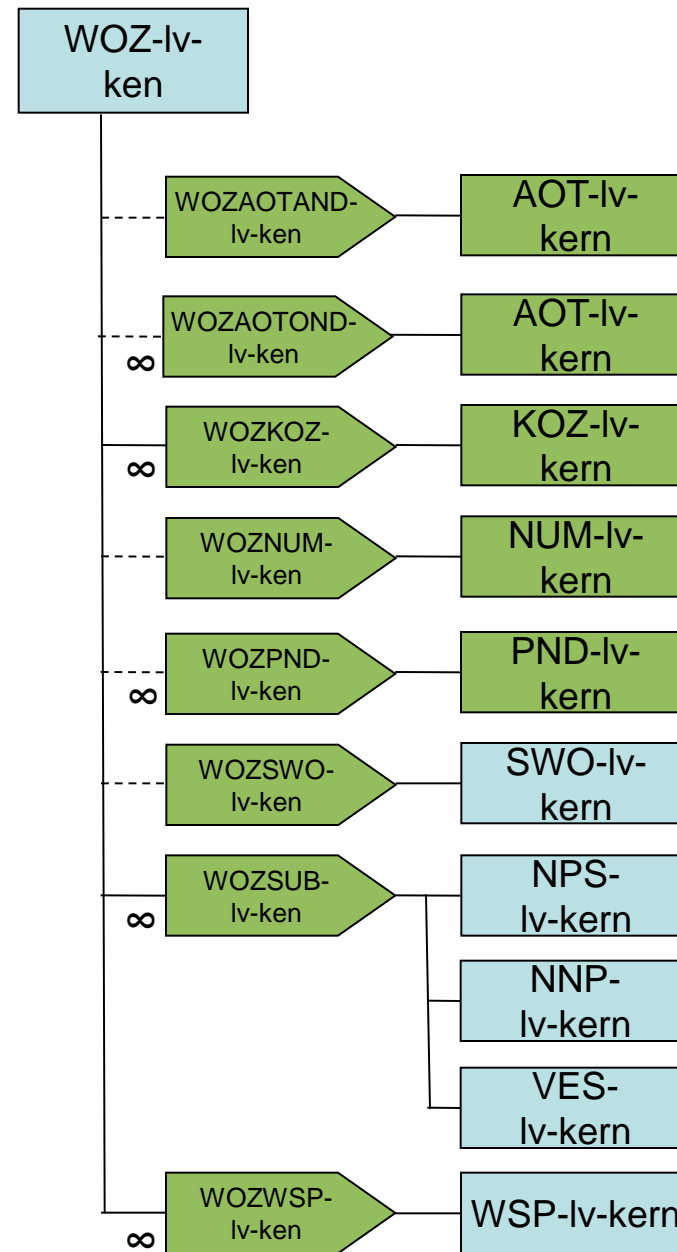 WOZ-lv-
ken
WOZAOTAND-
lv-ken
AOT-lv-
kern
WOZAOTOND-
lv-ken
∞
AOT-lv-
kern
WOZKOZ-
lv-ken
∞
KOZ-lv-
kern
WOZNUM-
lv-ken
NUM-lv-
kern
WOZPND-
lv-ken
∞
PND-lv-
kern
WOZSWO-
lv-ken
SWO-lv-
kern
WOZSUB-
lv-ken
∞
NPS-
lv-kern
NNP-
lv-kern
VES-
lv-kern
WOZWSP-
lv-ken
∞
WSP-lv-kern